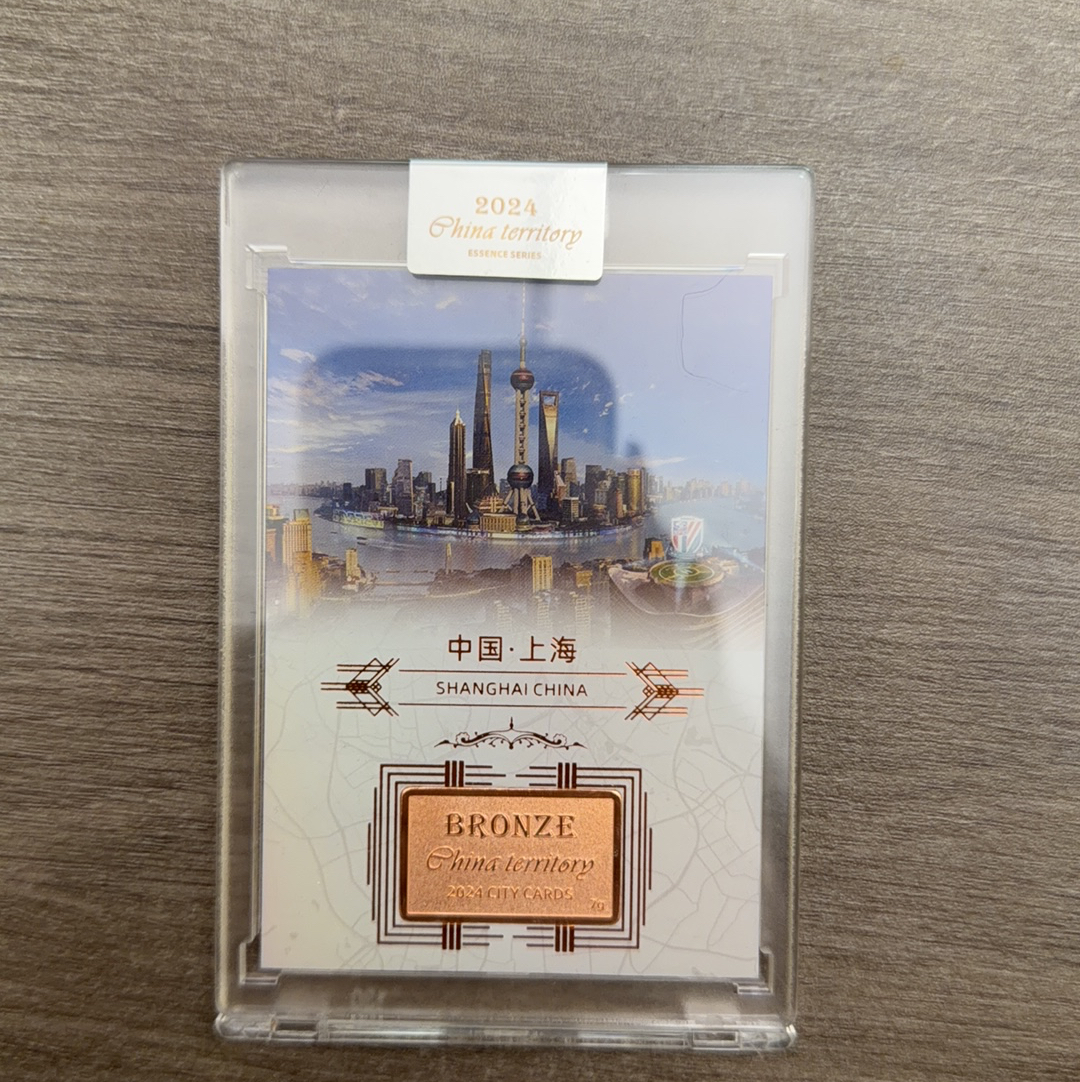 2024
China territory
ESSENCE SERIES
中国·上海
SHANGHAI CHINA
BRONZE
China territory
2024 CITY CARDS
7g